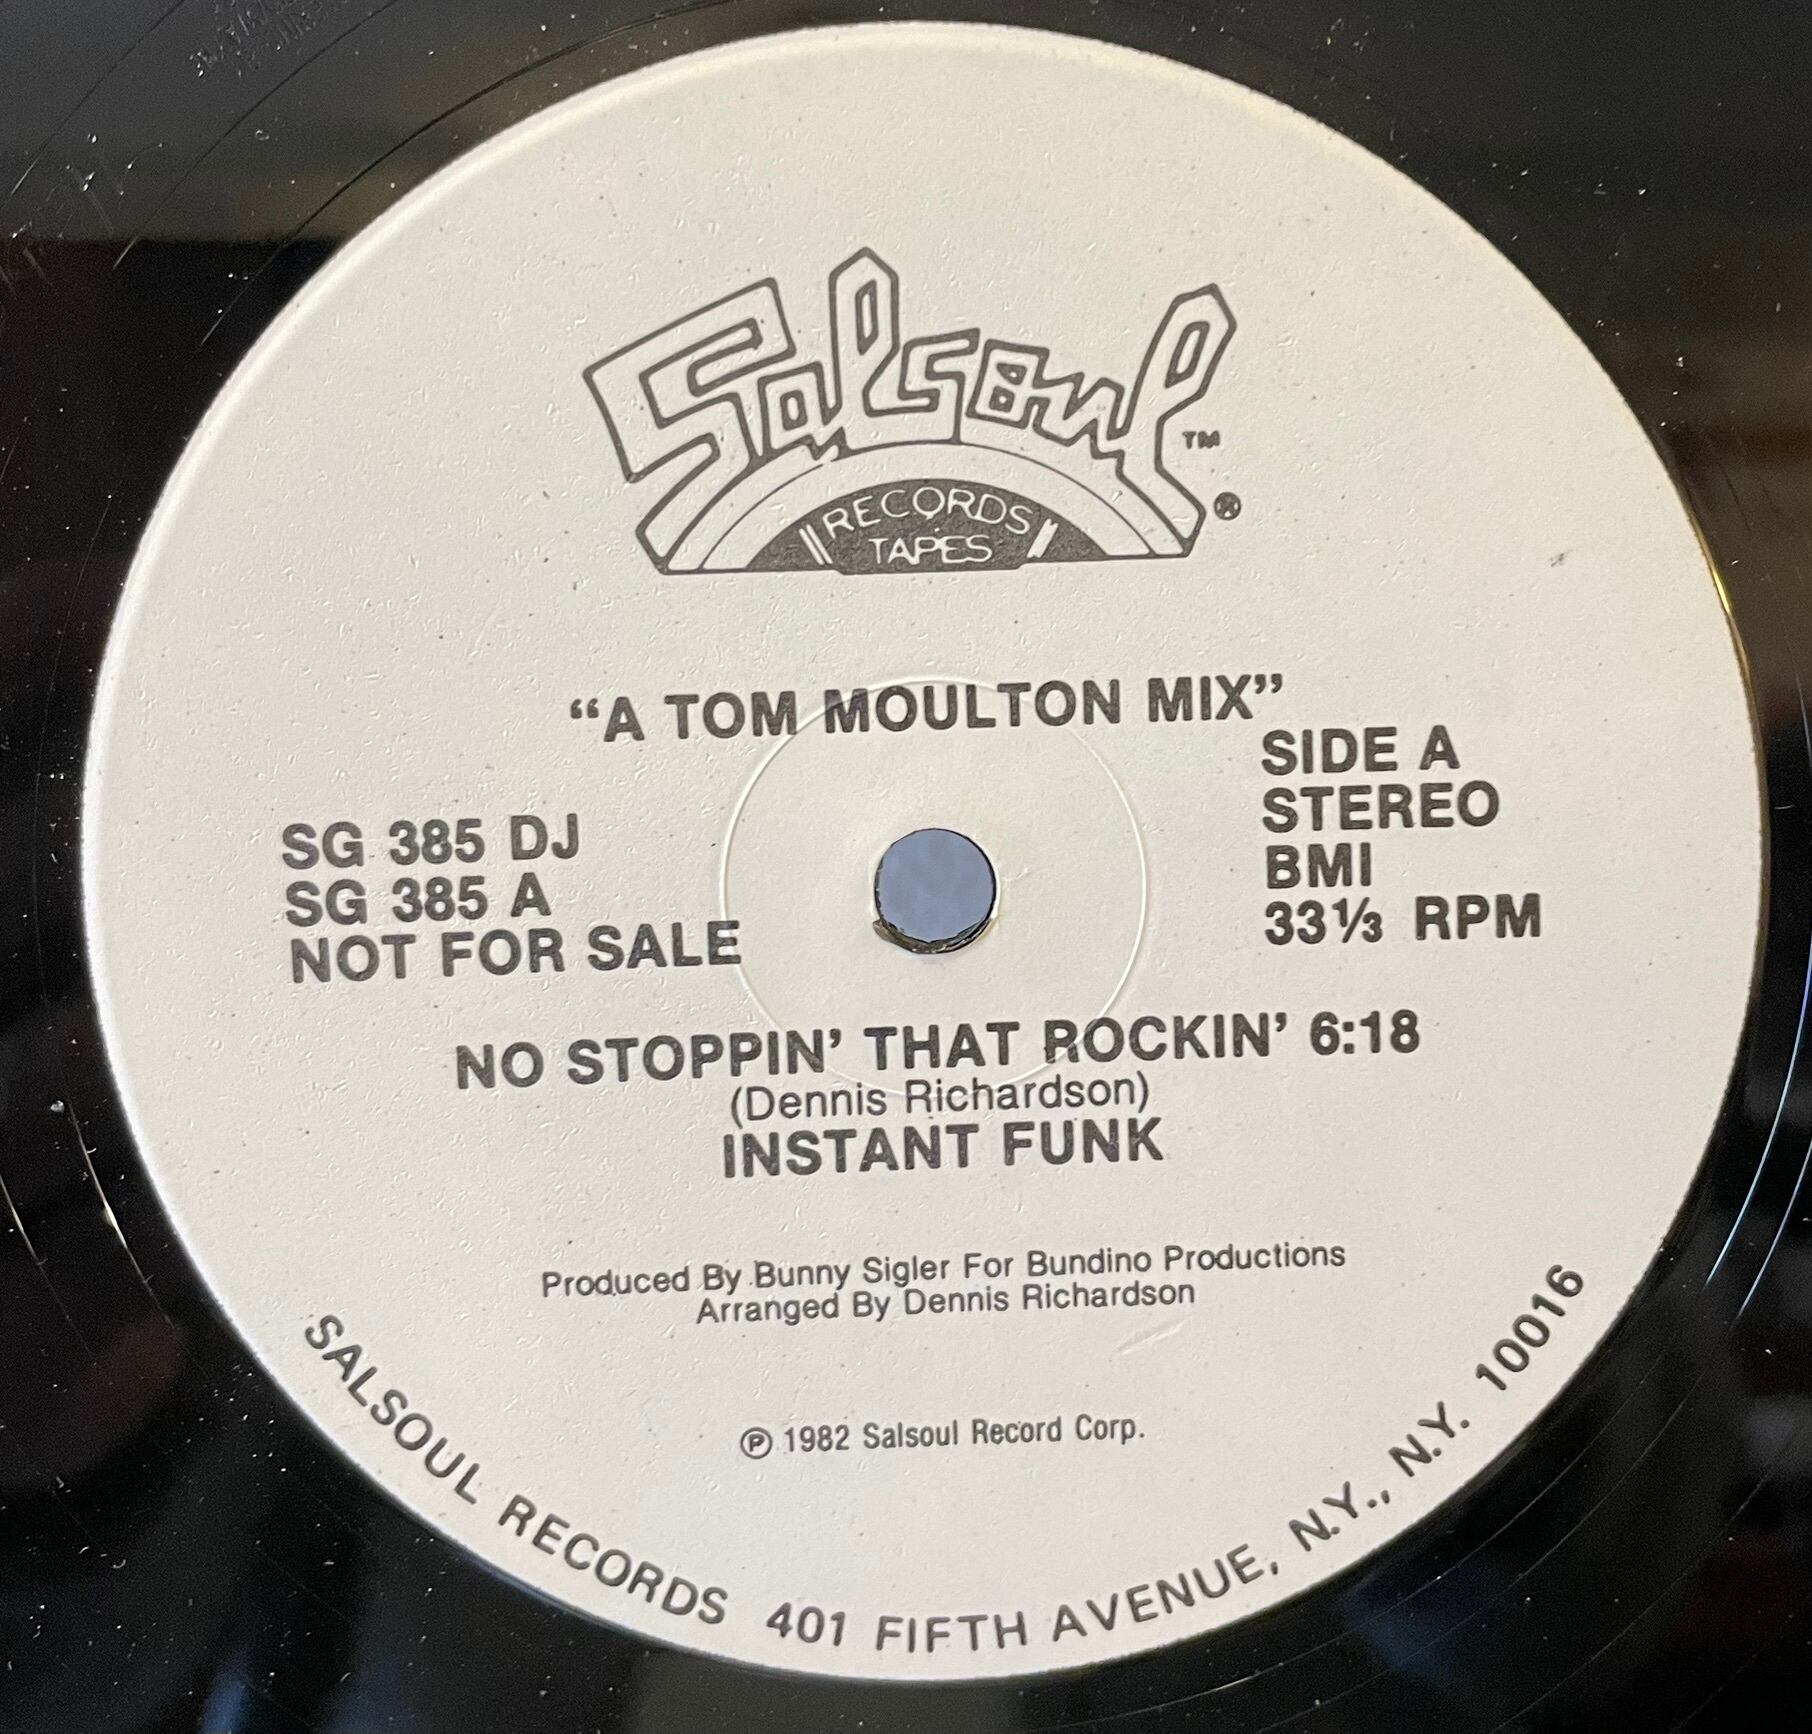 Salsoul
TM
®
RECORDS
TAPES
“A TOM MOULTON MIX”
SG 385 DJ
SG 385 A
NOT FOR SALE
SIDE A
STEREO
BMI
33⅓ RPM
NO STOPPIN’ THAT ROCKIN’ 6:18
(Dennis Richardson)
INSTANT FUNK
Produced By Bunny Sigler For Bundino Productions
Arranged By Dennis Richardson
℗ 1982 Salsoul Record Corp.
SALSOUL RECORDS 401 FIFTH AVENUE, N.Y., N.Y. 10016